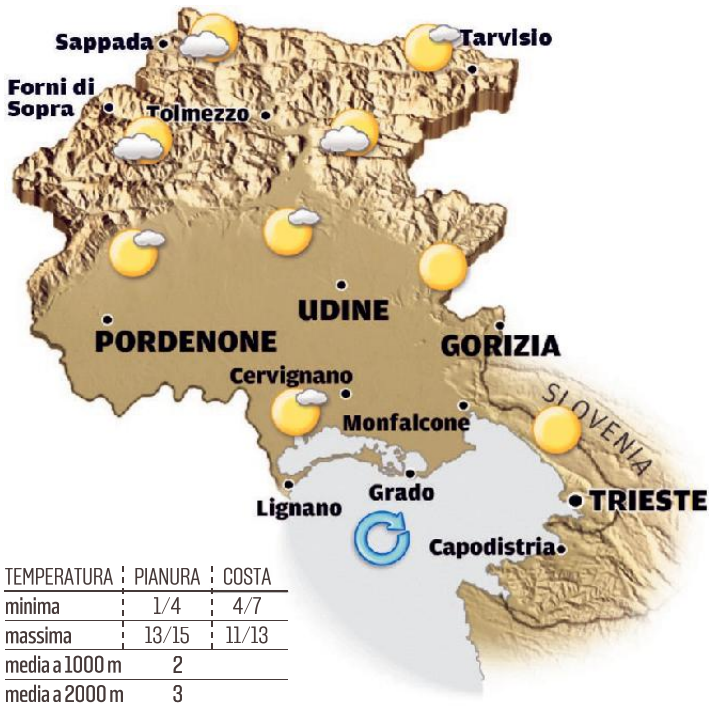 Sappada
Tarvisio
Forni di
Sopra
Tolmezzo
UDINE
PORDENONE
GORIZIA
Cervignano
SLOVENIA
Monfalcone
Grado
Lignano
TRIESTE
Capodistria
TEMPERATURA PIANURA COSTA
minima 1/4 4/7
massima 13/15 11/13
media a 1000 m 2
media a 2000 m 3